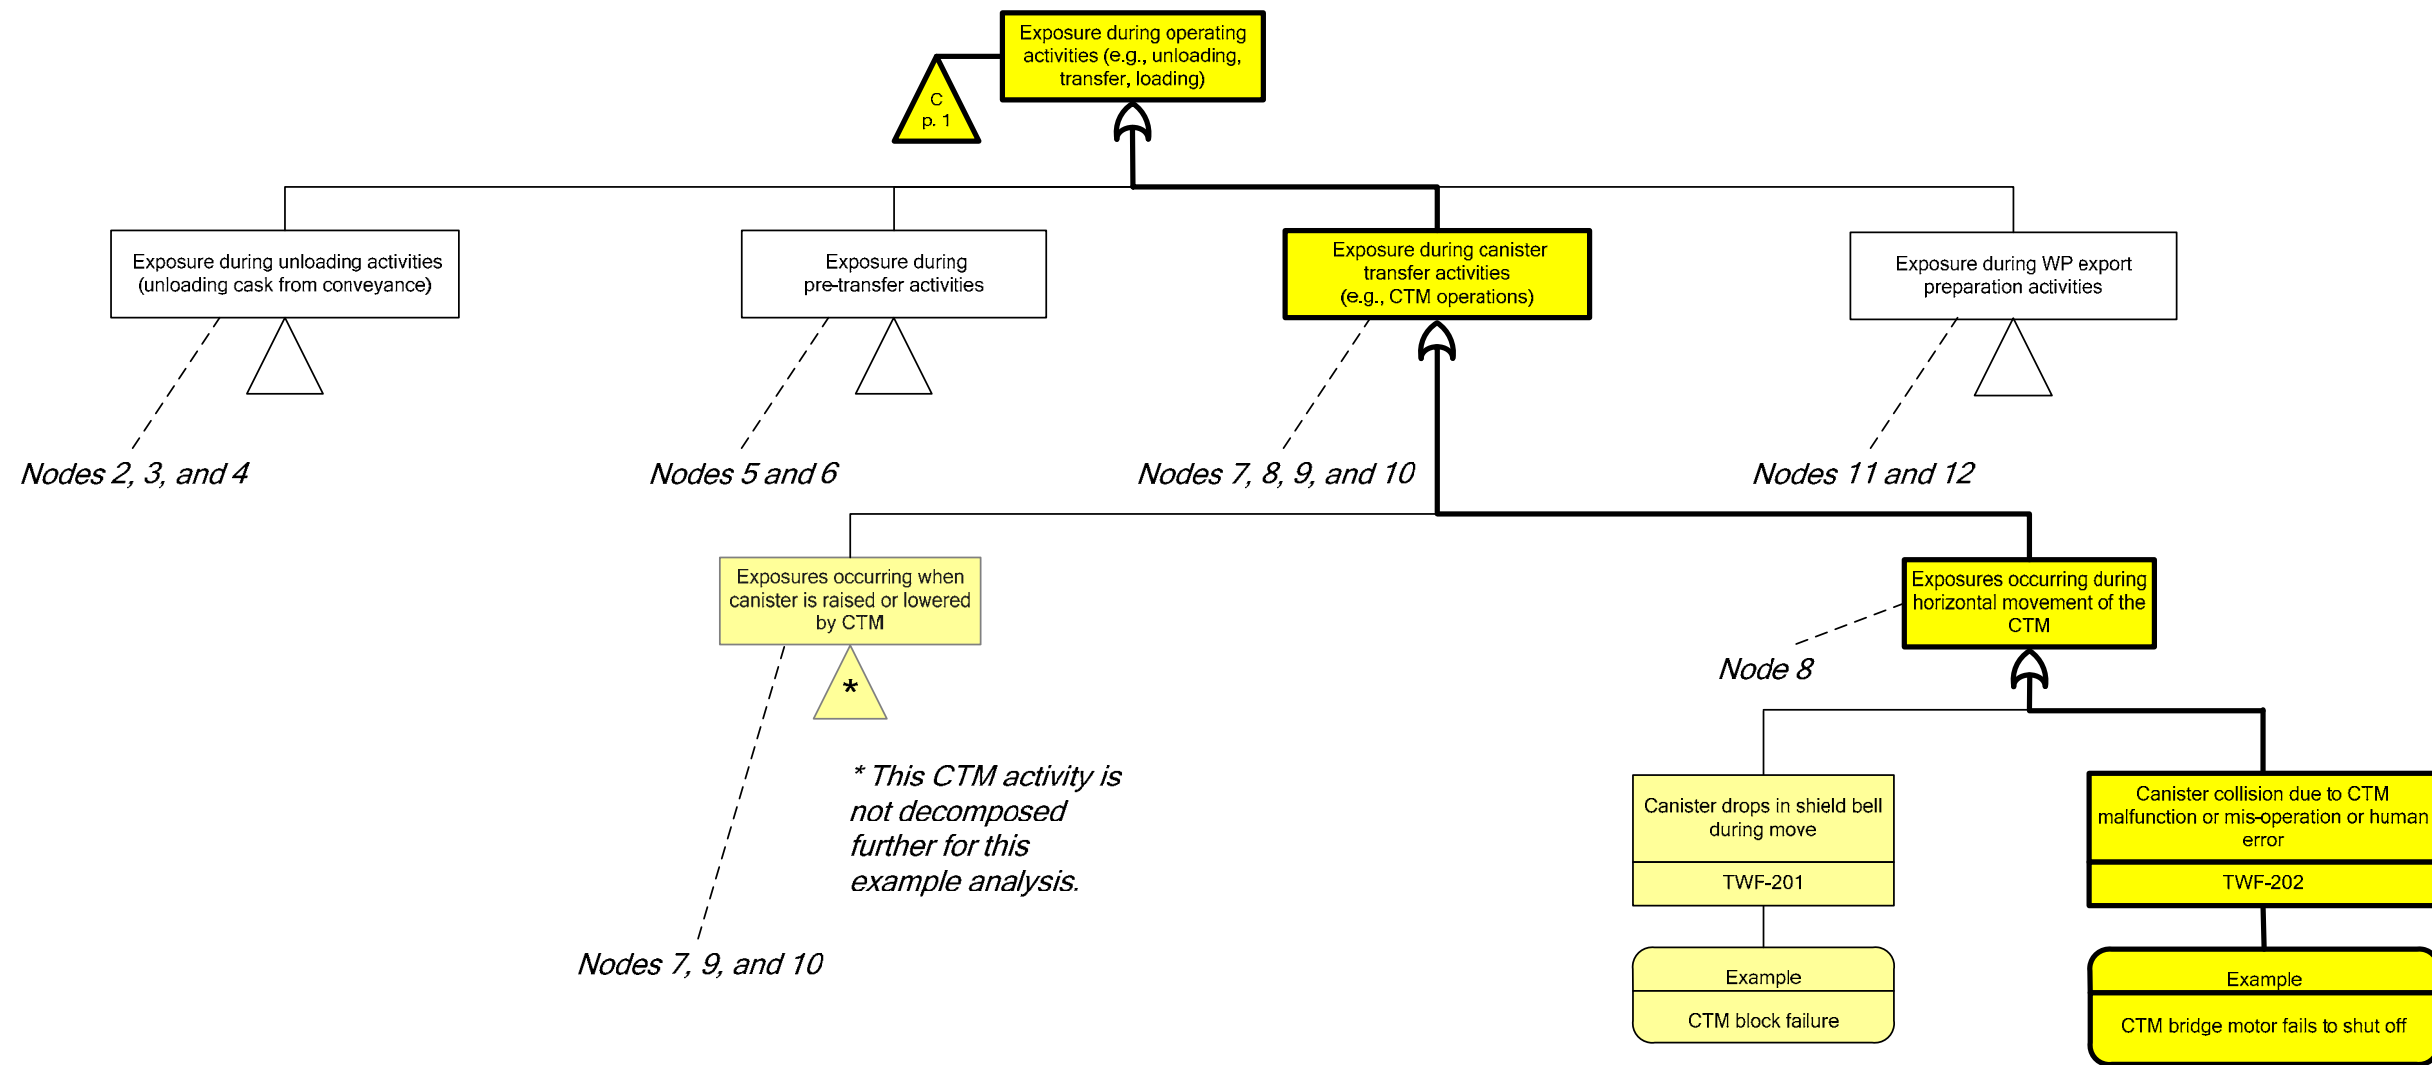 Exposure during operating
activities (e.g., unloading,
transfer, loading)
C
p. 1
Exposure during unloading activities
(unloading cask from conveyance)
Exposure during
pre-transfer activities
Exposure during canister
transfer activities
(e.g., CTM operations)
Exposure during WP export
preparation activities
Nodes 2, 3, and 4
Nodes 5 and 6
Nodes 7, 8, 9, and 10
Nodes 11 and 12
Exposures occurring when
canister is raised or lowered
by CTM
*
Exposures occurring during
horizontal movement of the
CTM
Node 8
* This CTM activity is
not decomposed
further for this
example analysis.
Nodes 7, 9, and 10
Canister drops in shield bell
during move
TWF-201
Example
CTM block failure
Canister collision due to CTM
malfunction or mis-operation or human
error
TWF-202
Example
CTM bridge motor fails to shut off